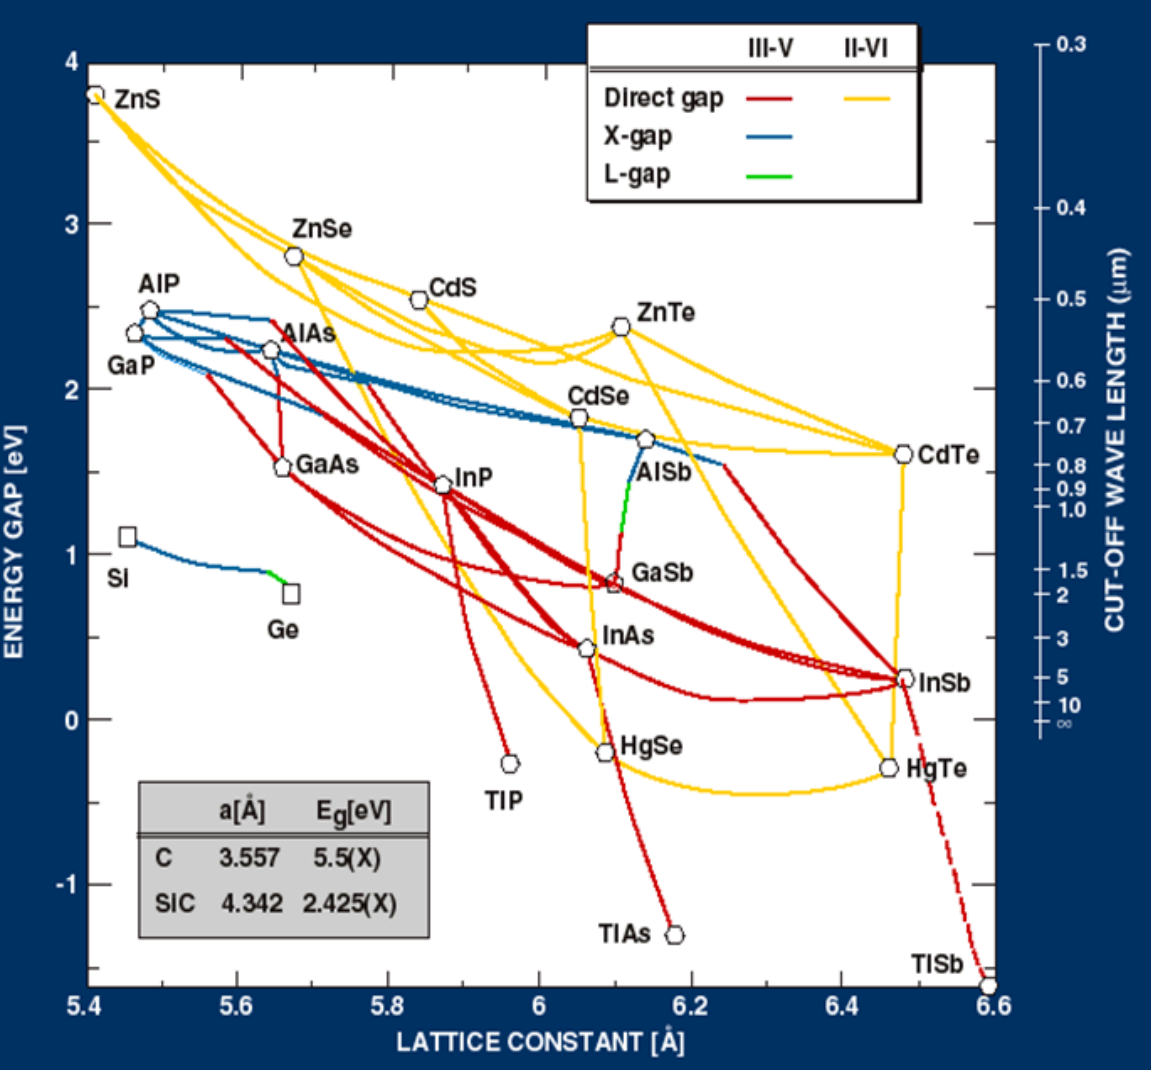 III-V II-VI
Direct gap
X-gap
L-gap
4
3
2
1
0
-1
ENERGY GAP [eV]
ZnS
ZnSe
AlP
CdS
ZnTe
AlAs
GaP
CdSe
CdTe
GaAs
InP
AlSb
Si
GaSb
Ge
InAs
InSb
HgSe
HgTe
TlP
TlAs
TlSb
a[Å] Eg[eV]
C 3.557 5.5(X)
SIC 4.342 2.425(X)
5.4 5.6 5.8 6 6.2 6.4 6.6
LATTICE CONSTANT [Å]
0.3
0.4
0.5
0.6
0.7
0.8
0.9
1.0
1.5
2
3
5
10
∞
CUT-OFF WAVE LENGTH (μm)